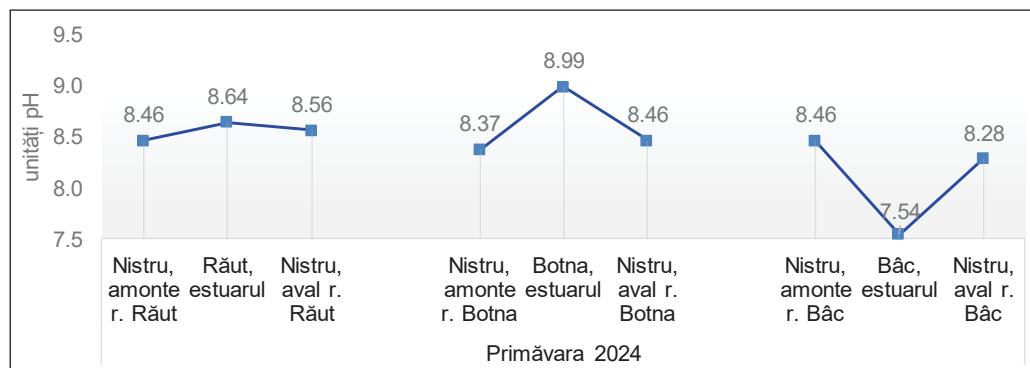 unități pH
9.5
9.0
8.5
8.0
7.5
8.46
8.64
8.56
8.37
8.99
8.46
8.46
7.54
8.28
Nistru,
amonte
r. Răut
Răut,
estuarul
Nistru,
aval r.
Răut
Nistru,
amonte
r. Botna
Botna,
estuarul
Nistru,
aval r.
Botna
Nistru,
amonte
r. Bâc
Bâc,
estuarul
Nistru,
aval r.
Bâc
Primăvara 2024